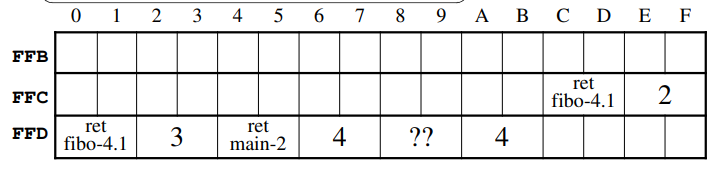 0 1 2 3 4 5 6 7 8 9 A B C D E F
FFB
FFC ret fibo-4.1 2
FFD ret fibo-4.1 3 ret main-2 4 ?? 4